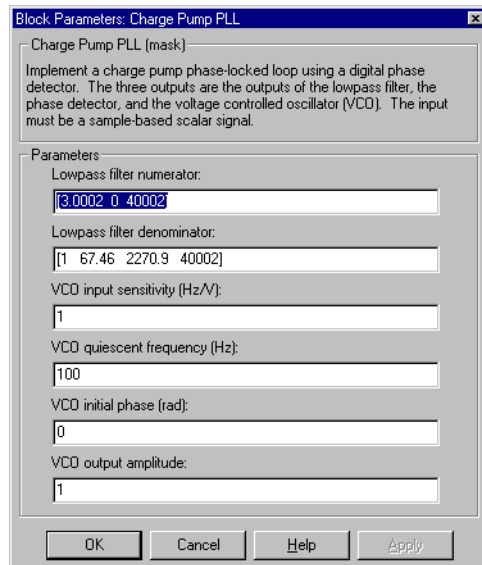 Block Parameters: Charge Pump PLL
Charge Pump PLL (mask)
Implement a charge pump phase-locked loop using a digital phase
detector. The three outputs are the outputs of the lowpass filter, the
phase detector, and the voltage controlled oscillator (VCO). The input
must be a sample-based scalar signal.
Parameters
Lowpass filter numerator:
[3.0002 0 40002]
Lowpass filter denominator:
[1 67.46 2270.9 40002]
VCO input sensitivity (Hz/V):
1
VCO quiescent frequency (Hz):
100
VCO initial phase (rad):
0
VCO output amplitude:
1
OK Cancel Help Apply